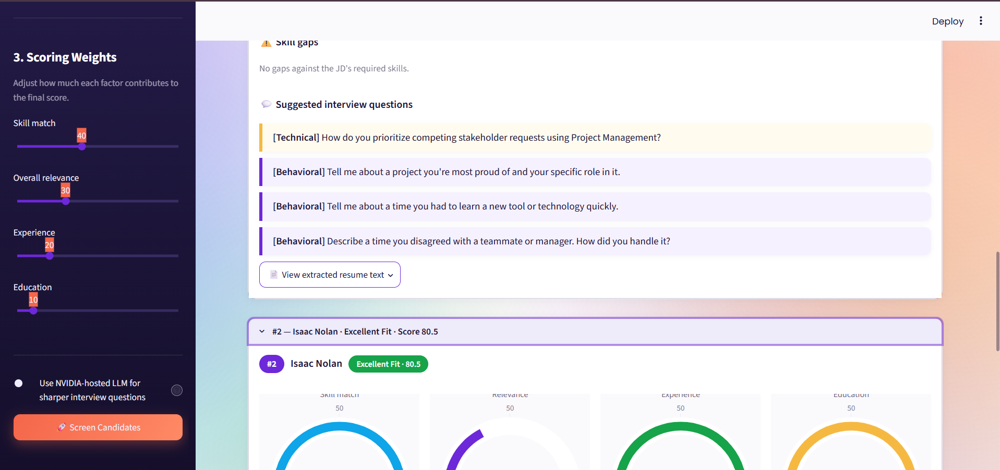 Deploy
3. Scoring Weights
Adjust how much each factor contributes to
the final score.
Skill match
40
Overall relevance
30
Experience
20
Education
10
Use NVIDIA-hosted LLM for
sharper interview questions
?
🚀 Screen Candidates
⚠️ Skill gaps
No gaps against the JD's required skills.
💬 Suggested interview questions
[Technical] How do you prioritize competing stakeholder requests using Project Management?
[Behavioral] Tell me about a project you're most proud of and your specific role in it.
[Behavioral] Tell me about a time you had to learn a new tool or technology quickly.
[Behavioral] Describe a time you disagreed with a teammate or manager. How did you handle it?
📄 View extracted resume text
#2 — Isaac Nolan · Excellent Fit · Score 80.5
#2 Isaac Nolan Excellent Fit · 80.5
Skill match Relevance Experience Education
50 50 50 50